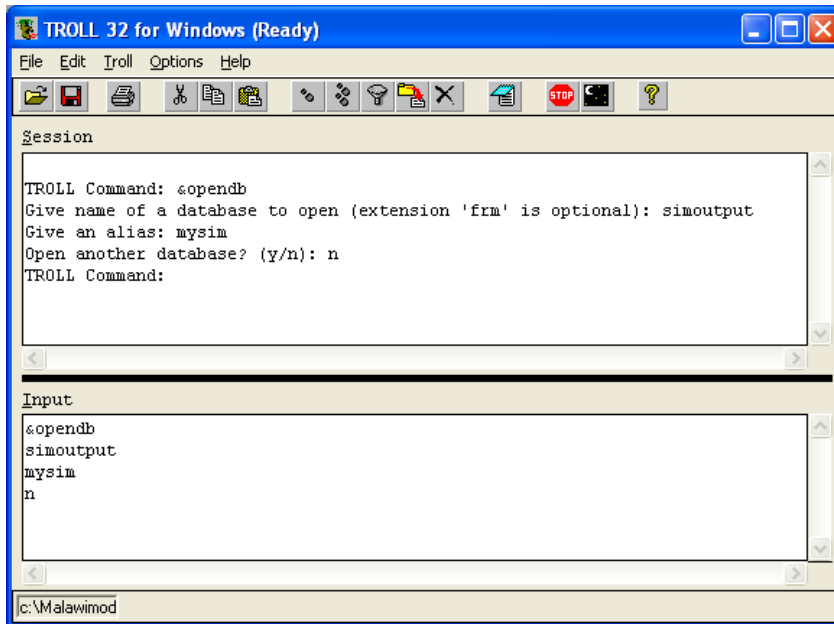 TROLL 32 for Windows (Ready)
File Edit Troll Options Help
STOP ?
Session
TROLL Command: &opendb
Give name of a database to open (extension 'frm' is optional): simoutput
Give an alias: mysim
Open another database? (y/n): n
TROLL Command:
Input
&opendb
simoutput
mysim
n
c:\Malawimod